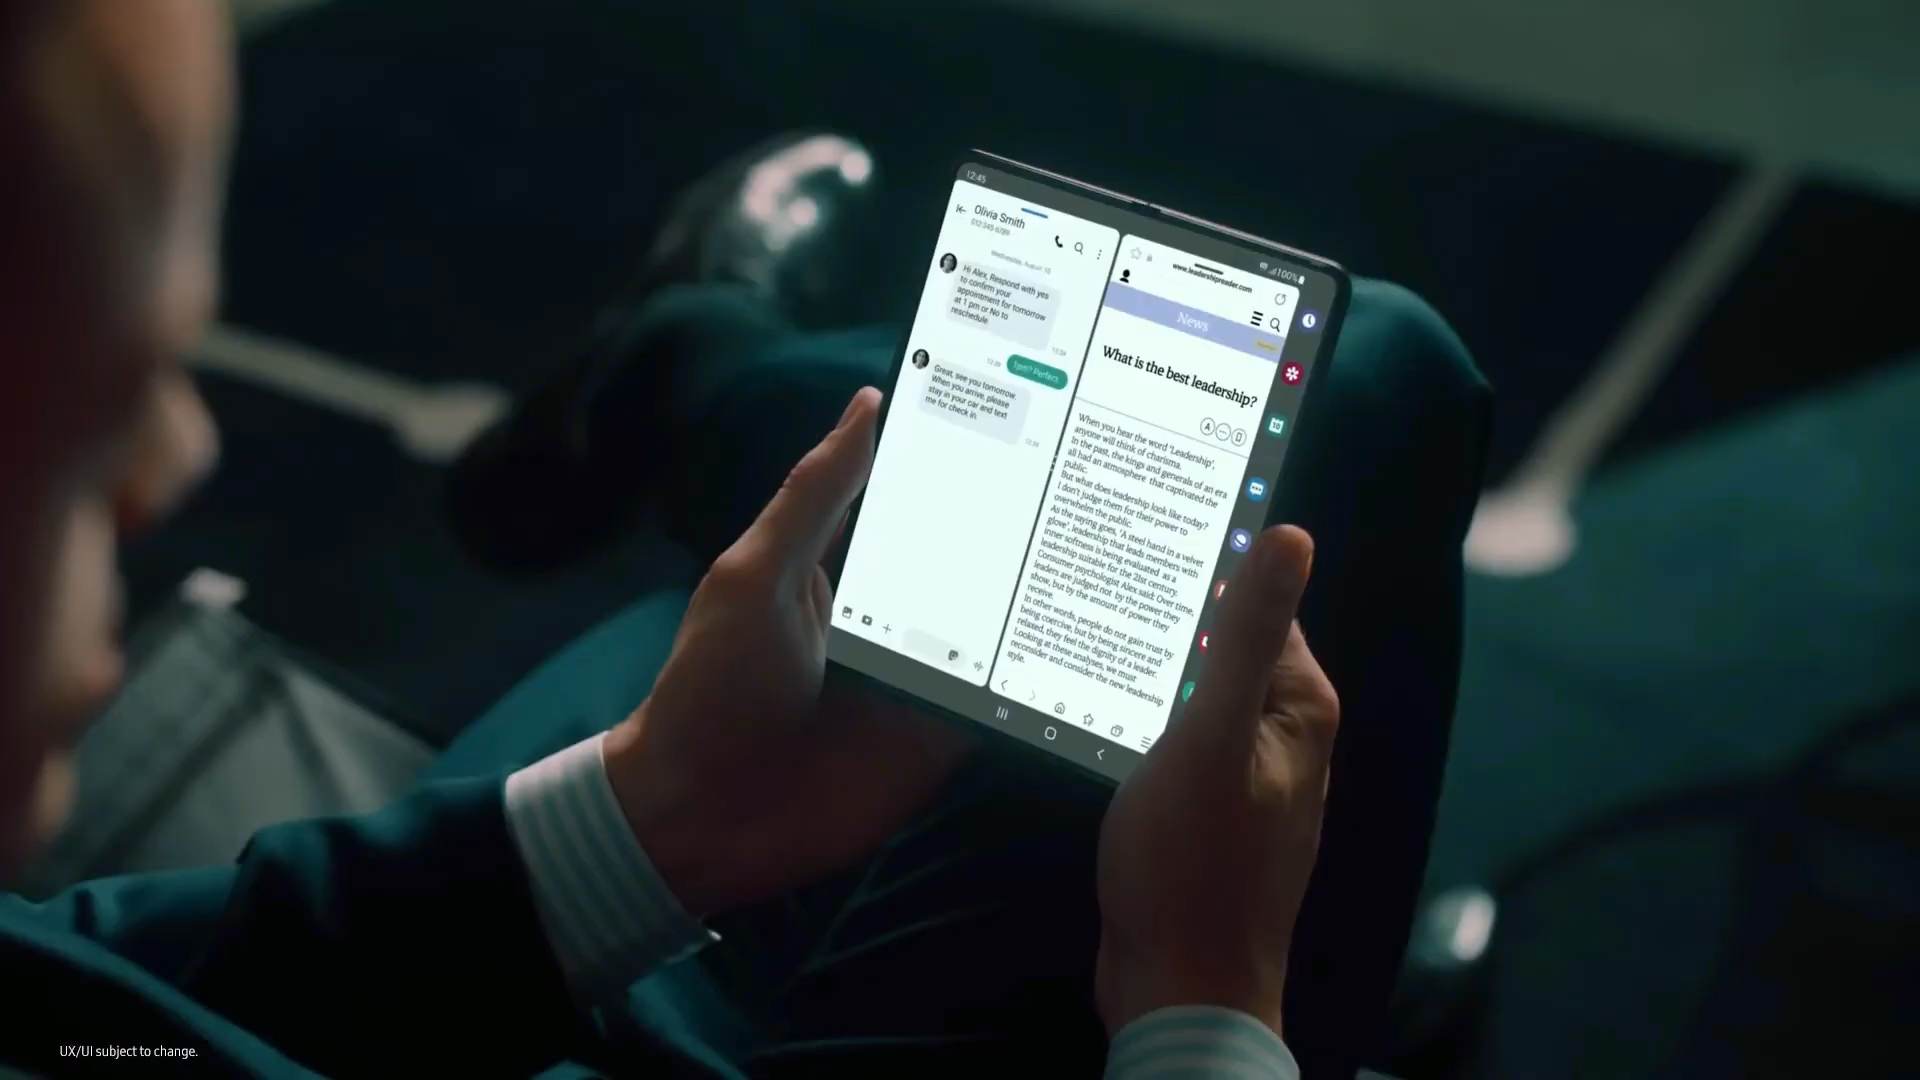 12:45
100%
Olivia Smith
012-345-6789
Wednesday, August 10
Hi Alex, Respond with yes
to confirm your
appointment for tomorrow
at 1 pm or No to
reschedule
1pm? Perfect.
Great, see you tomorrow.
When you arrive, please
stay in your car and text
me for check in.
www.leadershipreader.com
News
What is the best leadership?
A
When you hear the word 'Leadership',
anyone will think of charisma.
In the past, the kings and generals of an era
all had an atmosphere that captivated the
public.
But what does leadership look like today?
I don't judge them for their power to
overwhelm the public.
As the saying goes, 'A steel hand in a velvet
glove', leadership that leads members with
inner softness is being evaluated as a
leadership suitable for the 21st century.
Consumer psychologist Alex said: Over time,
leaders are judged not by the power they
show, but by the amount of power they
receive.
In other words, people do not gain trust by
being coercive, but by being sincere and
relaxed, they feel the dignity of a leader.
Looking at these analyses, we must
reconsider and consider the new leadership
style.
UX/UI subject to change.